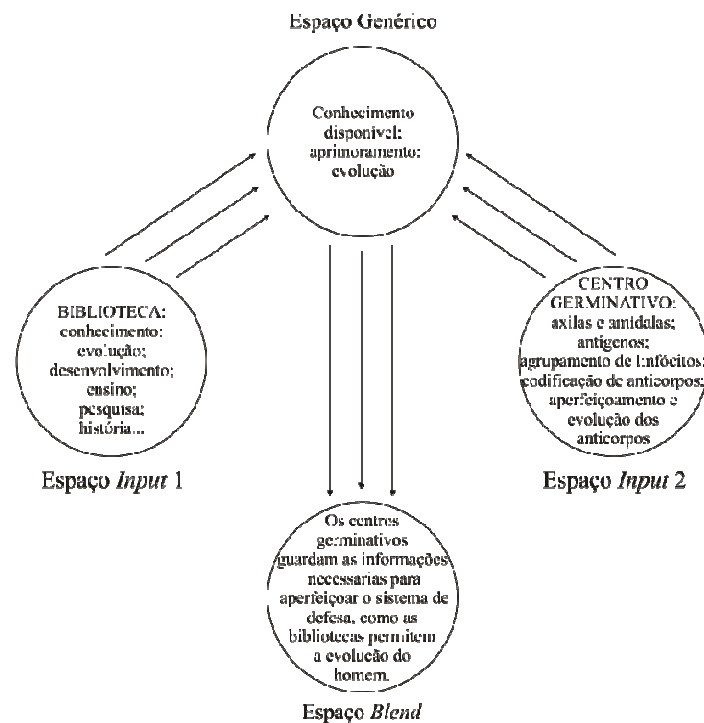 Espaço Genérico
Conhecimento
disponível;
aprimoramento;
evolução
BIBLIOTECA:
conhecimento;
evolução;
desenvolvimento;
ensino;
pesquisa;
história...
Espaço Input 1
CENTRO
GERMINATIVO:
axilas e amídalas;
antígenos;
agrupamento de linfócitos;
codificação de anticorpos;
aperfeiçoamento e
evolução dos
anticorpos
Espaço Input 2
Os centros
germinativos
guardam as informações
necessarias para
aperfeiçoar o sistema de
defesa, como as
bibliotecas permitem
a evolução do
homem.
Espaço Blend